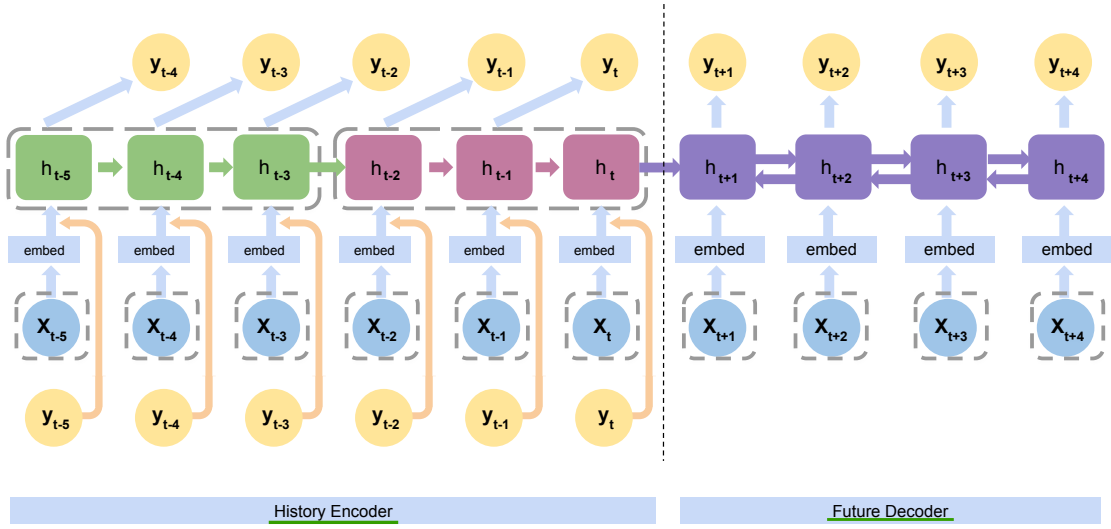 y t-4 y t-3 y t-2 y t-1 y t y t+1 y t+2 y t+3 y t+4
h t-5 h t-4 h t-3 h t-2 h t-1 h t h t+1 h t+2 h t+3 h t+4
embed embed embed embed embed embed embed embed embed embed
X t-5 X t-4 X t-3 X t-2 X t-1 X t X t+1 X t+2 X t+3 X t+4
y t-5 y t-4 y t-3 y t-2 y t-1 y t
History Encoder Future Decoder